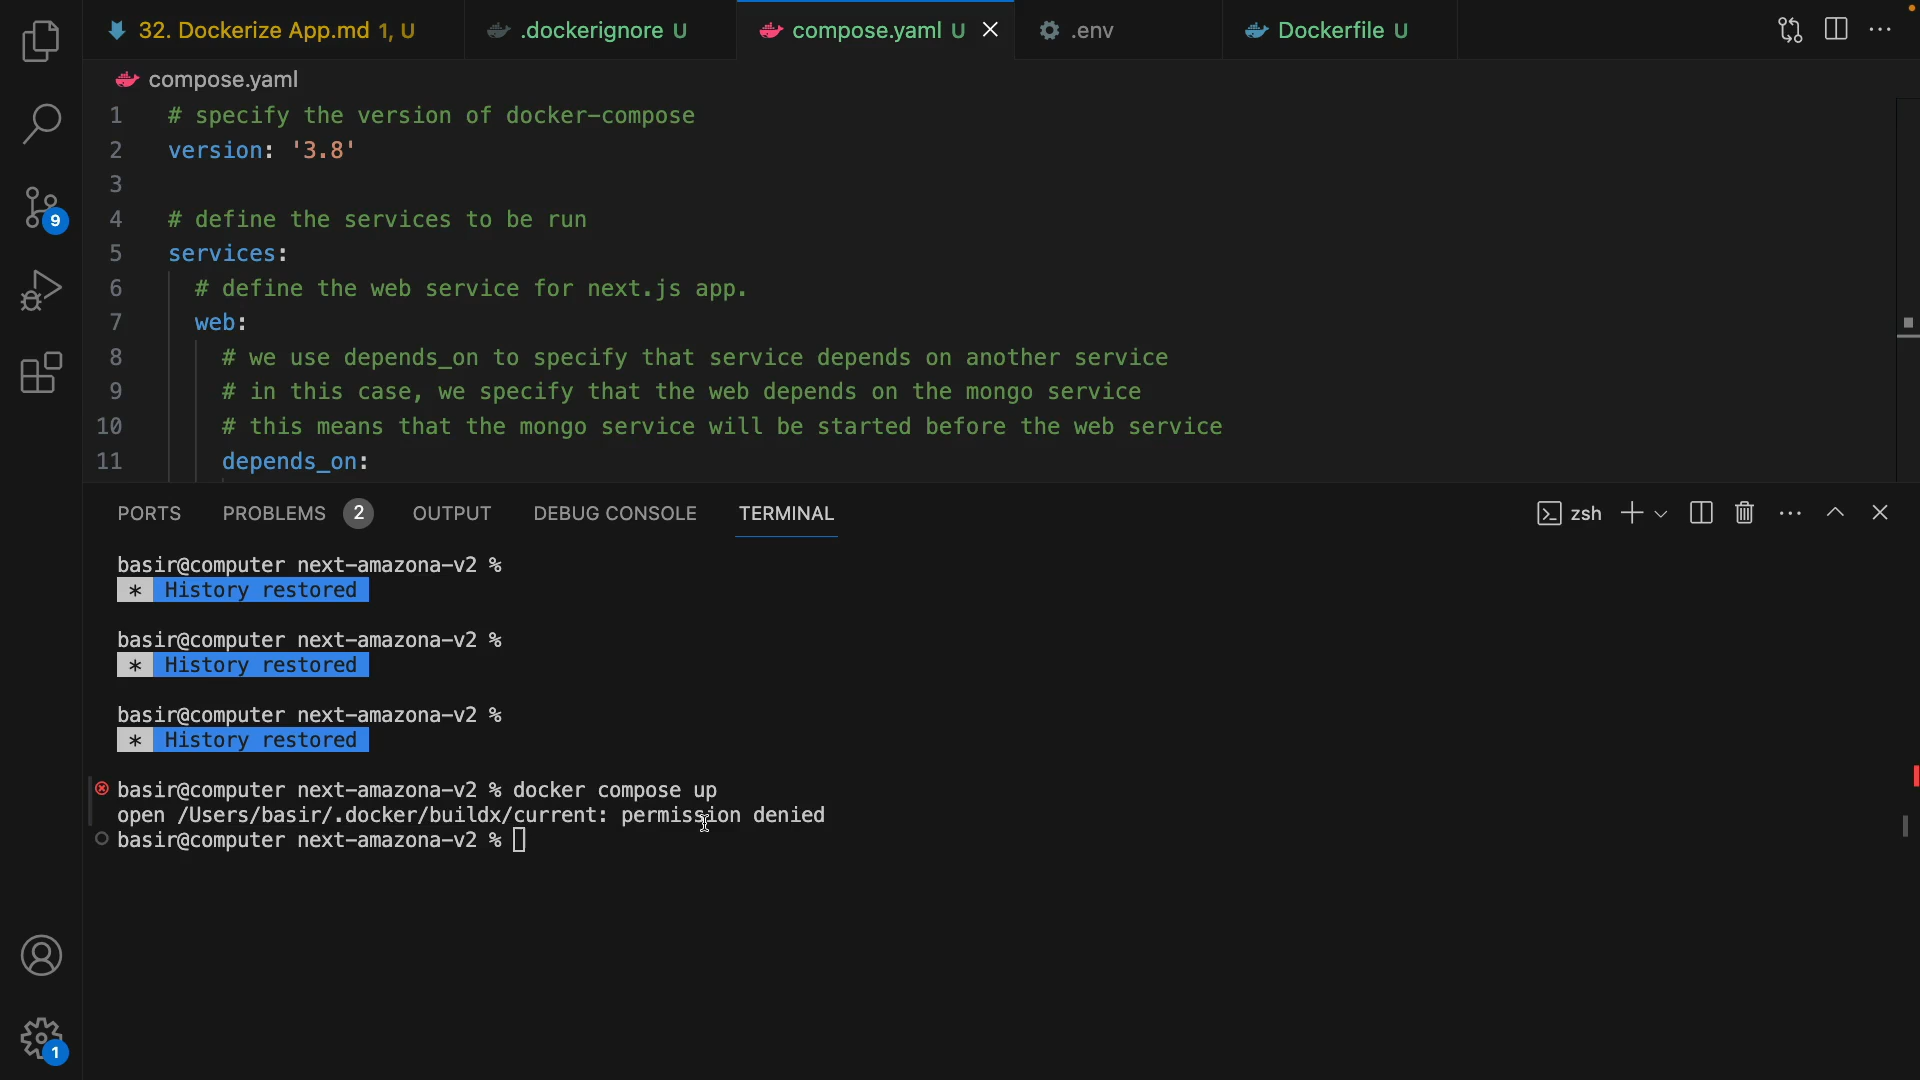 32. Dockerize App.md 1, U
.dockerignore U
compose.yaml U
.env
Dockerfile U
compose.yaml
1 # specify the version of docker-compose
2 version: '3.8'
3
4 # define the services to be run
5 services:
6 # define the web service for next.js app.
7 web:
8 # we use depends_on to specify that service depends on another service
9 # in this case, we specify that the web depends on the mongo service
10 # this means that the mongo service will be started before the web service
11 depends_on:
9
PORTS PROBLEMS 2 OUTPUT DEBUG CONSOLE TERMINAL zsh
basir@computer next-amazona-v2 %
* History restored
basir@computer next-amazona-v2 %
* History restored
basir@computer next-amazona-v2 %
* History restored
basir@computer next-amazona-v2 % docker compose up
open /Users/basir/.docker/buildx/current: permission denied
basir@computer next-amazona-v2 %
1